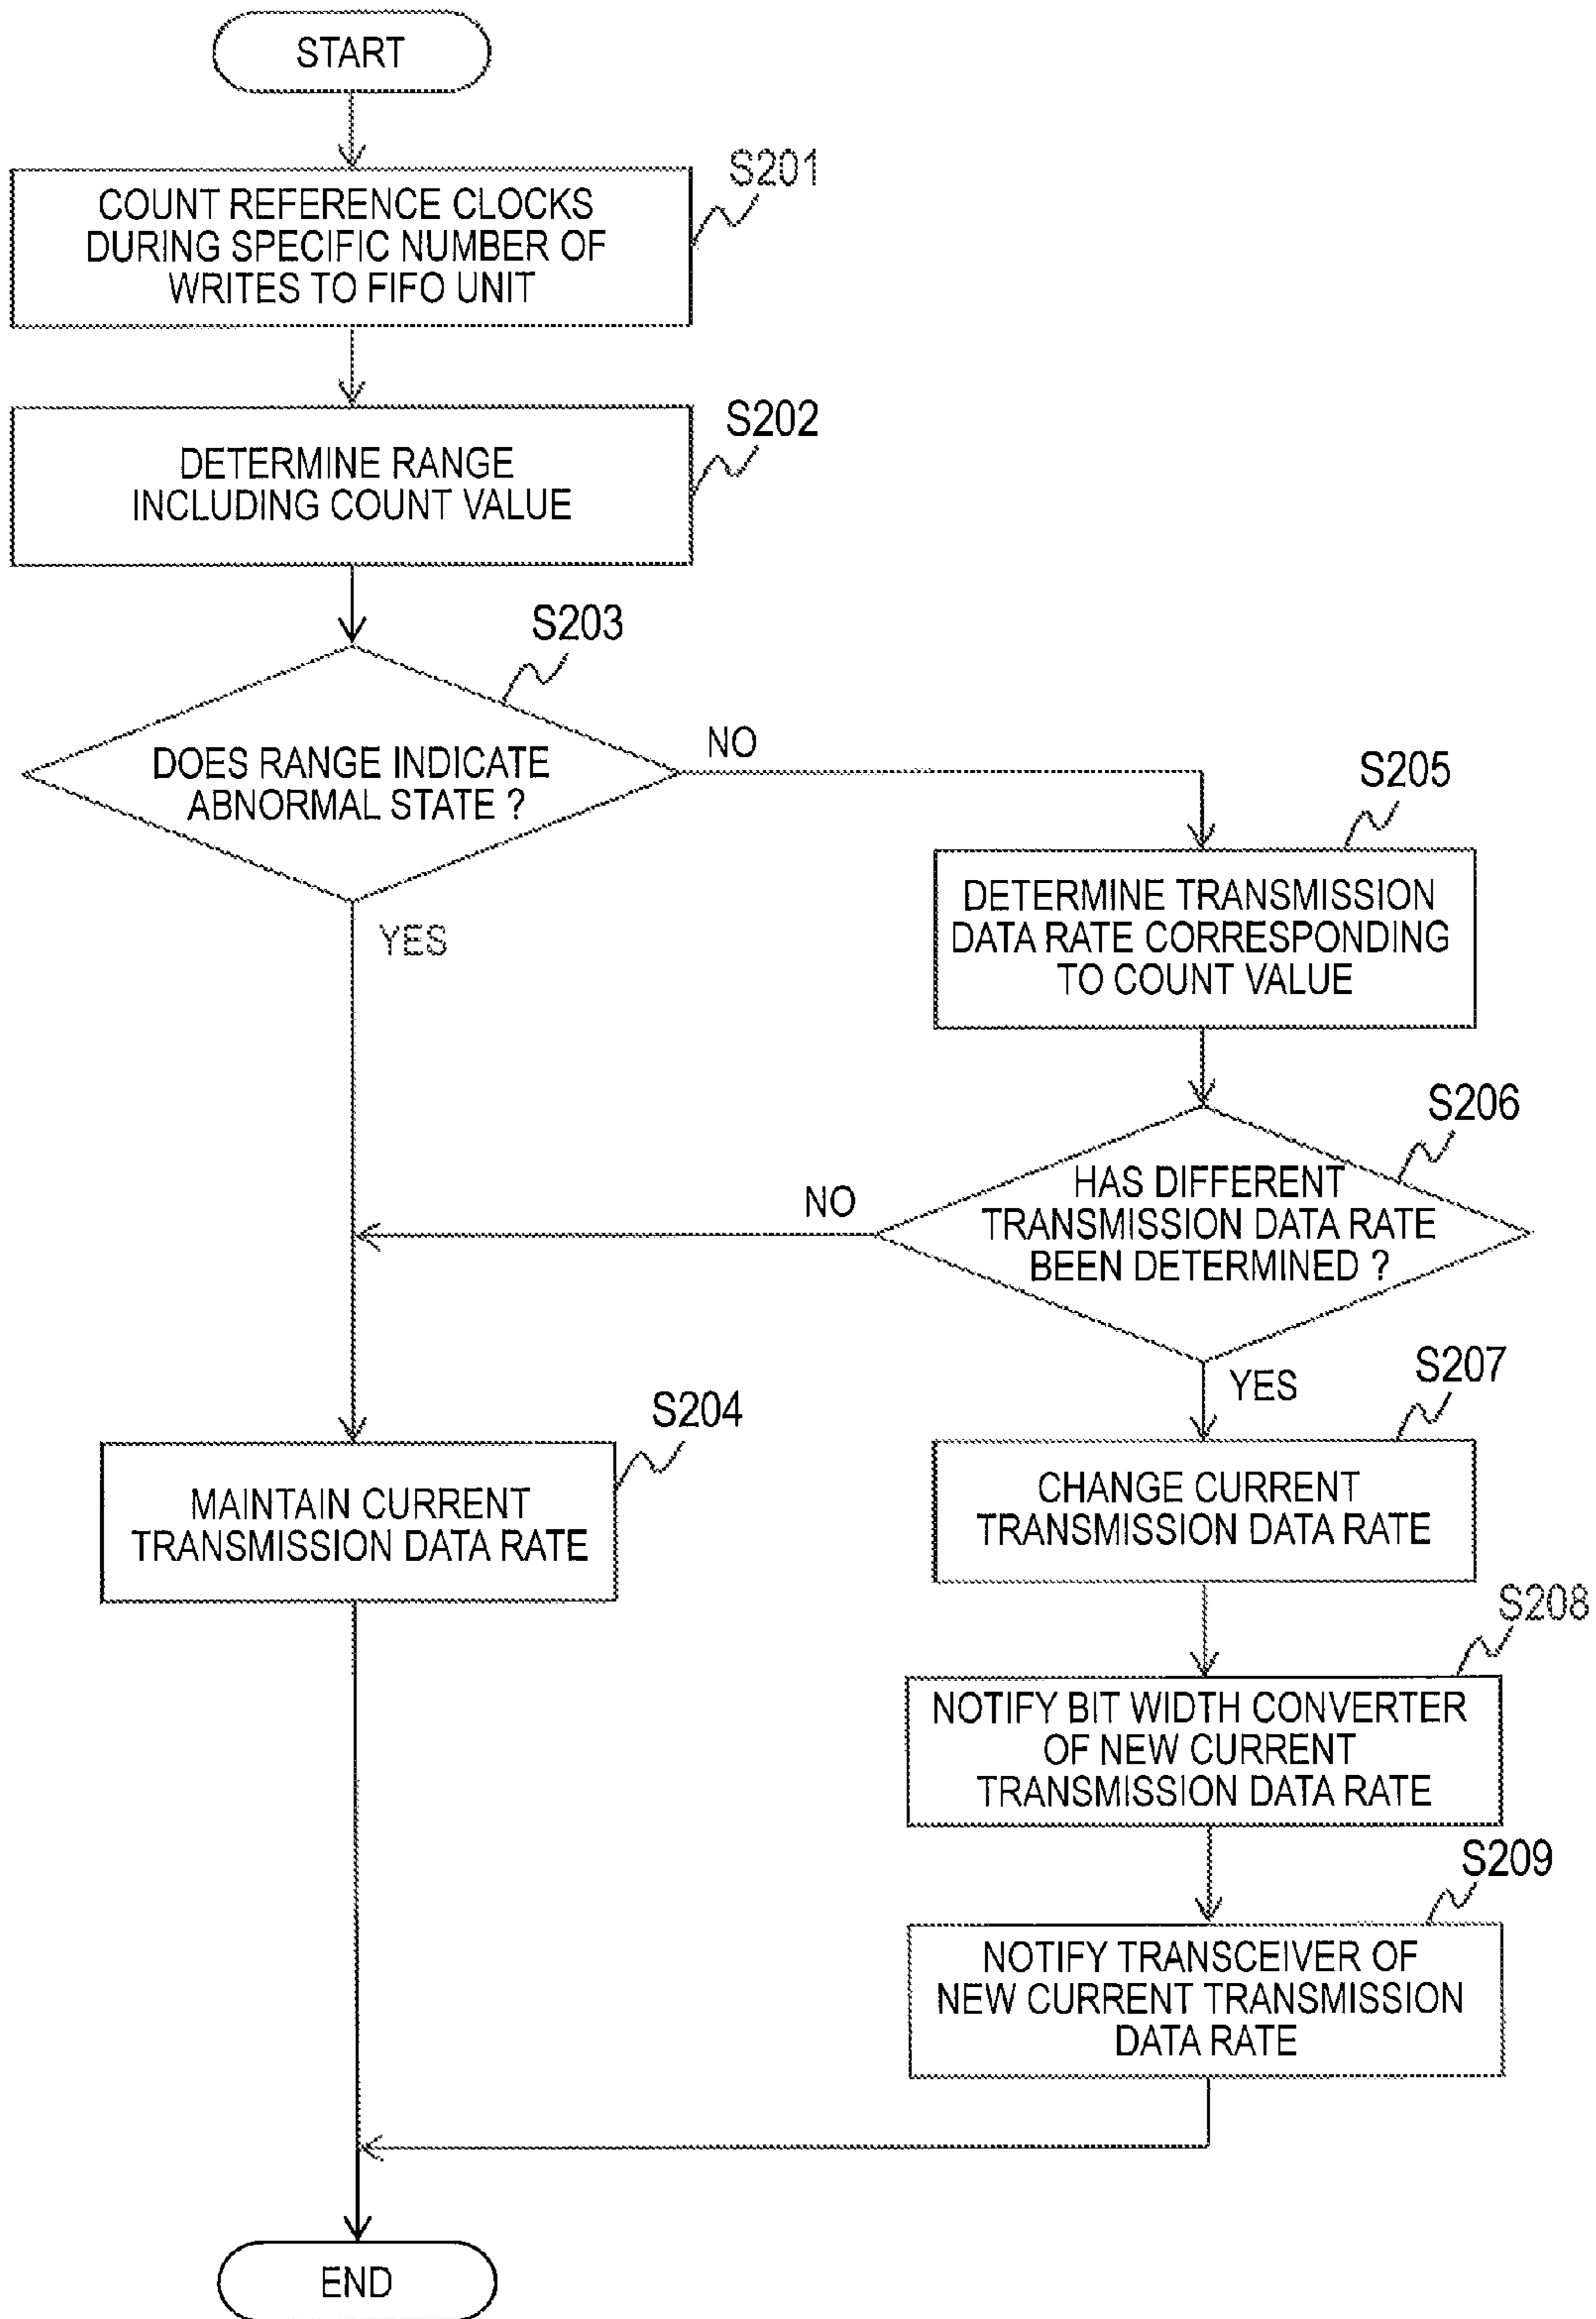 START
S201
COUNT REFERENCE CLOCKS
DURING SPECIFIC NUMBER OF
WRITES TO FIFO UNIT
S202
DETERMINE RANGE
INCLUDING COUNT VALUE
S203
DOES RANGE INDICATE
ABNORMAL STATE ?
NO
YES
S205
DETERMINE TRANSMISSION
DATA RATE CORRESPONDING
TO COUNT VALUE
S206
HAS DIFFERENT
TRANSMISSION DATA RATE
BEEN DETERMINED ?
NO
YES
S204
MAINTAIN CURRENT
TRANSMISSION DATA RATE
S207
CHANGE CURRENT
TRANSMISSION DATA RATE
S208
NOTIFY BIT WIDTH CONVERTER
OF NEW CURRENT
TRANSMISSION DATA RATE
S209
NOTIFY TRANSCEIVER OF
NEW CURRENT TRANSMISSION
DATA RATE
END